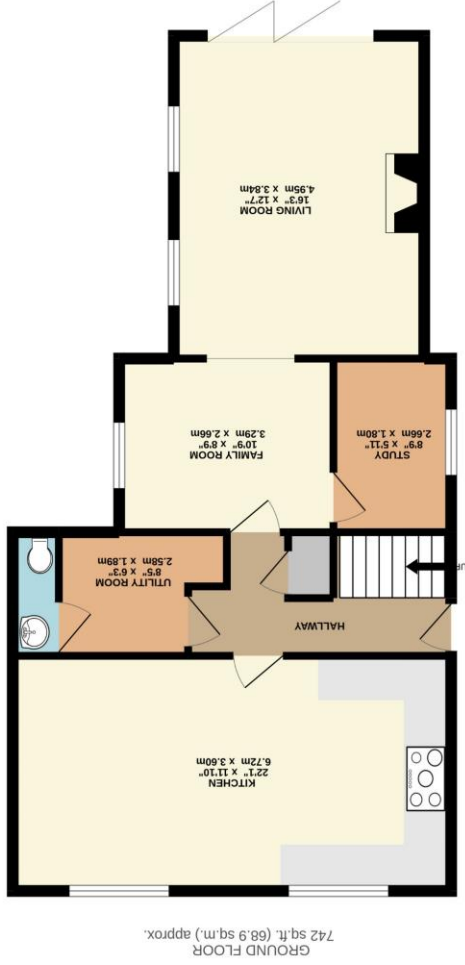 GROUND FLOOR
742 sq.ft. (68.9 sq.m.) approx.
KITCHEN
22'1" x 11'10"
6.72m x 3.60m
HALLWAY
UTILITY ROOM
8'5" x 6'3"
2.58m x 1.89m
STUDY
8'9" x 5'11"
2.66m x 1.80m
FAMILY ROOM
10'9" x 8'9"
3.29m x 2.66m
LIVING ROOM
16'3" x 12'7"
4.95m x 3.84m